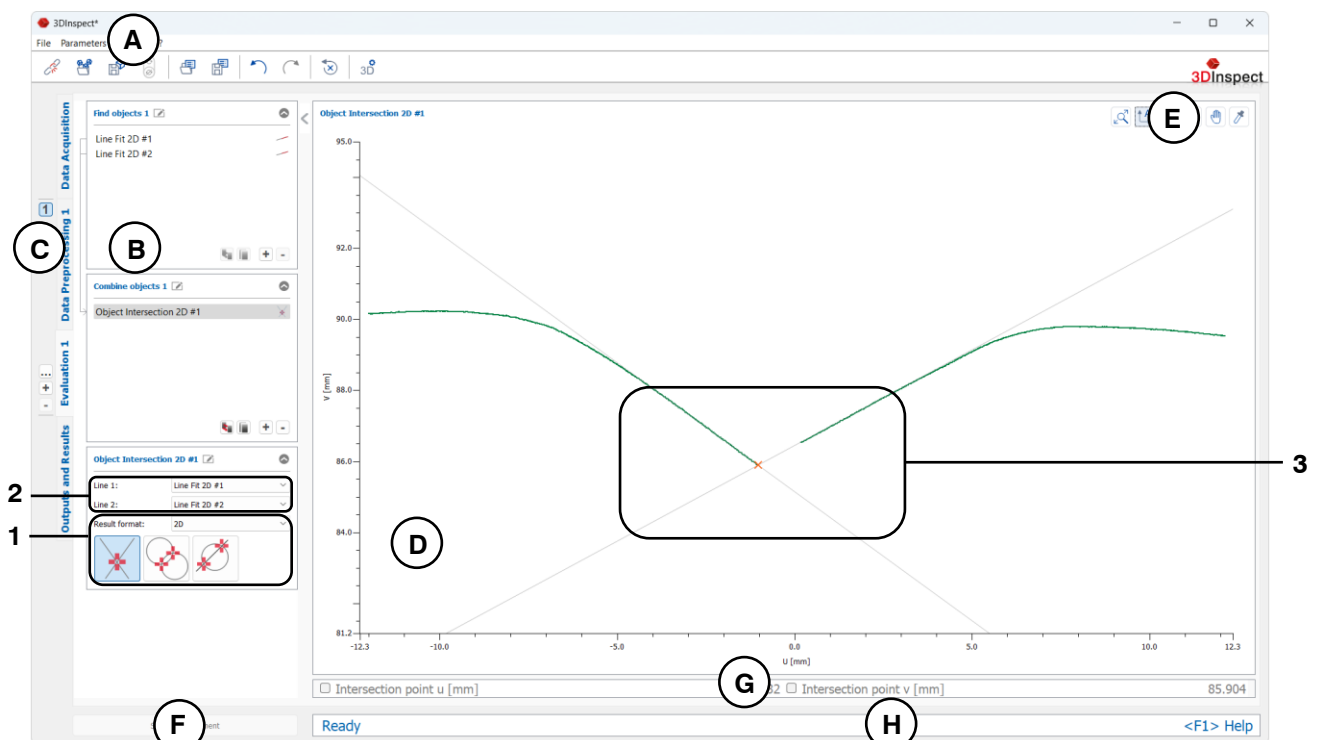 3DInspect*
A
File Parameters ?
3D
3DInspect
Data Acquisition
Data Preprocessing 1
Evaluation 1
Outputs and Results
1
...
+
-
C
Find objects 1
Line Fit 2D #1
Line Fit 2D #2
B
+ -
Combine objects 1
Object Intersection 2D #1
+ -
Object Intersection 2D #1
Line 1: Line Fit 2D #1
Line 2: Line Fit 2D #2
2
Result format: 2D
1
Object Intersection 2D #1
E
95.0
92.0
90.0
88.0
86.0
84.0
81.2
V [mm]
-12.3 -10.0 -5.0 0.0 5.0 10.0 12.3
U [mm]
3
D
Intersection point u [mm]
G
Intersection point v [mm] 85.904
F
Ready
H
<F1> Help